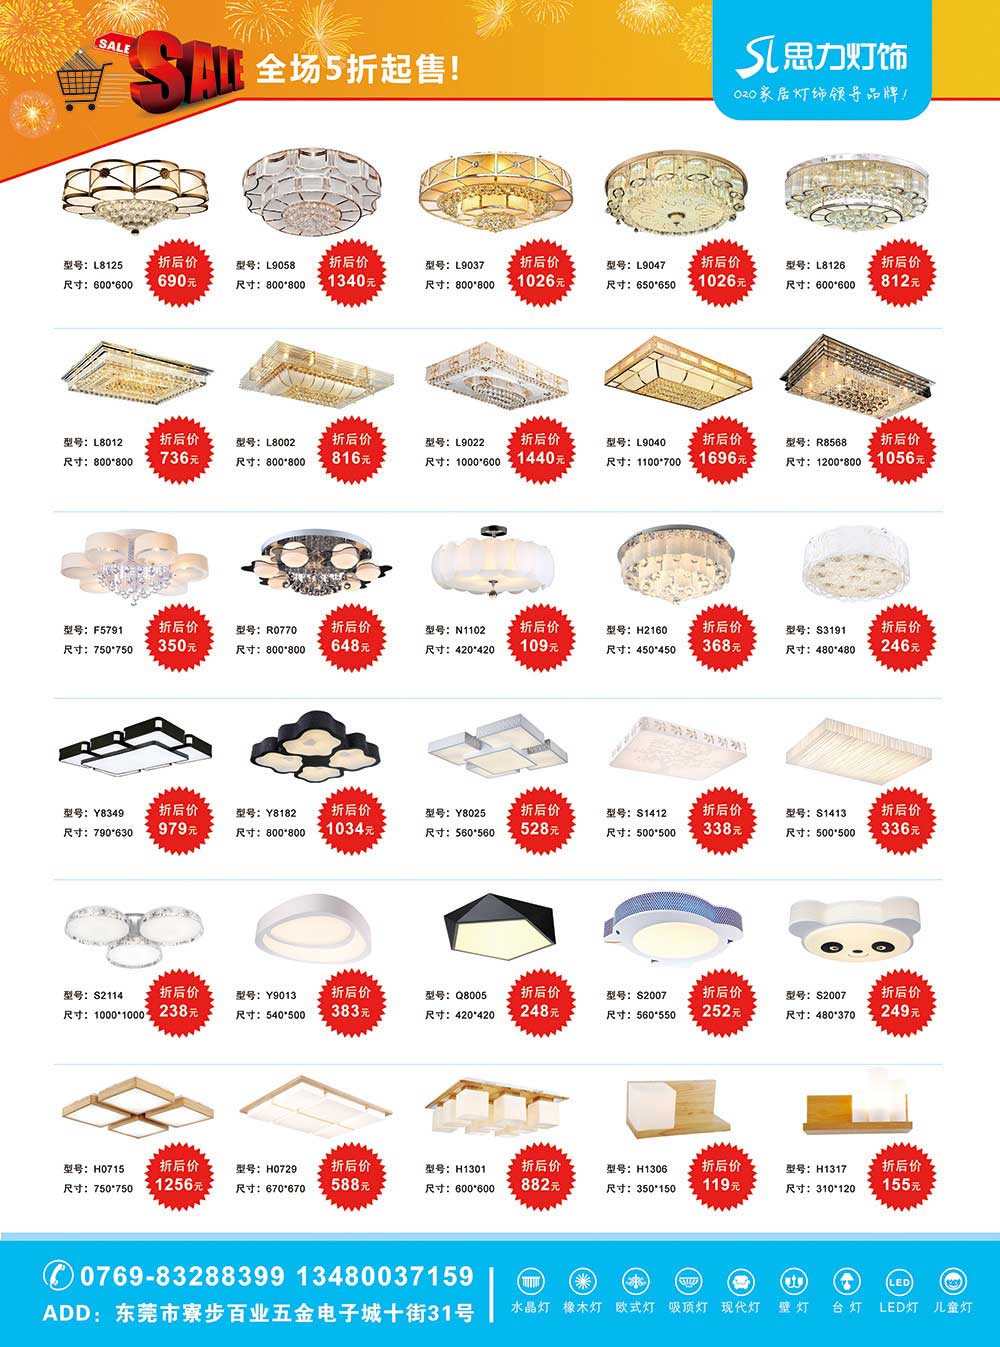 SALE
SALE
全场5折起售!
SL思力灯饰
O2O家居灯饰领导品牌!
型号: L8125
尺寸: 600*600
折后价
690元
型号: L9058
尺寸: 800*800
折后价
1340元
型号: L9037
尺寸: 800*800
折后价
1026元
型号: L9047
尺寸: 650*650
折后价
1026元
型号: L8126
尺寸: 600*600
折后价
812元
型号: L8012
尺寸: 800*800
折后价
736元
型号: L8002
尺寸: 800*800
折后价
816元
型号: L9022
尺寸: 1000*600
折后价
1440元
型号: L9040
尺寸: 1100*700
折后价
1696元
型号: R8568
尺寸: 1200*800
折后价
1056元
型号: F5791
尺寸: 750*750
折后价
350元
型号: R0770
尺寸: 800*800
折后价
648元
型号: N1102
尺寸: 420*420
折后价
109元
型号: H2160
尺寸: 450*450
折后价
368元
型号: S3191
尺寸: 480*480
折后价
246元
型号: Y8349
尺寸: 790*630
折后价
979元
型号: Y8182
尺寸: 800*800
折后价
1034元
型号: Y8025
尺寸: 560*560
折后价
528元
型号: S1412
尺寸: 500*500
折后价
338元
型号: S1413
尺寸: 500*500
折后价
336元
型号: S2114
尺寸: 1000*1000
折后价
238元
型号: Y9013
尺寸: 540*500
折后价
383元
型号: Q8005
尺寸: 420*420
折后价
248元
型号: S2007
尺寸: 560*550
折后价
252元
型号: S2007
尺寸: 480*370
折后价
249元
型号: H0715
尺寸: 750*750
折后价
1256元
型号: H0729
尺寸: 670*670
折后价
588元
型号: H1301
尺寸: 600*600
折后价
882元
型号: H1306
尺寸: 350*150
折后价
119元
型号: H1317
尺寸: 310*120
折后价
155元
0769-83288399 13480037159
ADD: 东莞市寮步百业五金电子城十街31号
LED
水晶灯 橡木灯 欧式灯 吸顶灯 现代灯 壁 灯 台 灯 LED灯 儿童灯